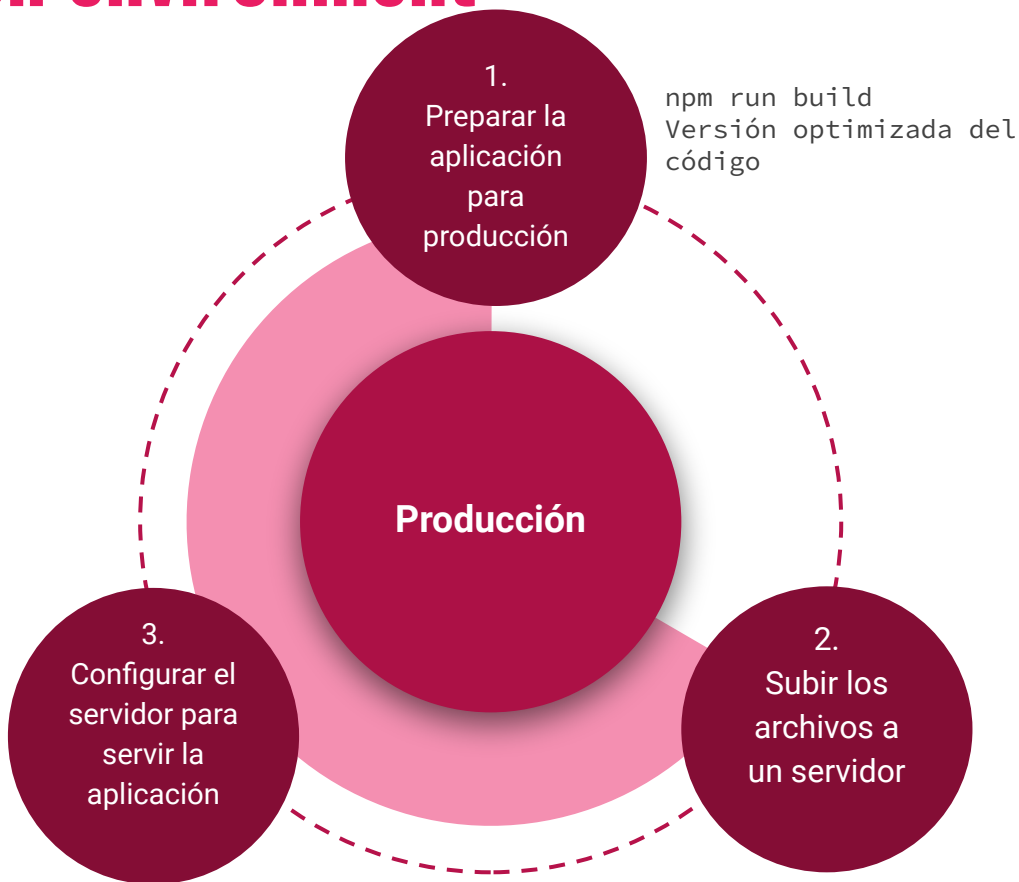 environment
1.
Preparar la
aplicación
para
producción
npm run build
Versión optimizada del
código
Producción
2.
Subir los
archivos a
un servidor
3.
Configurar el
servidor para
servir la
aplicación